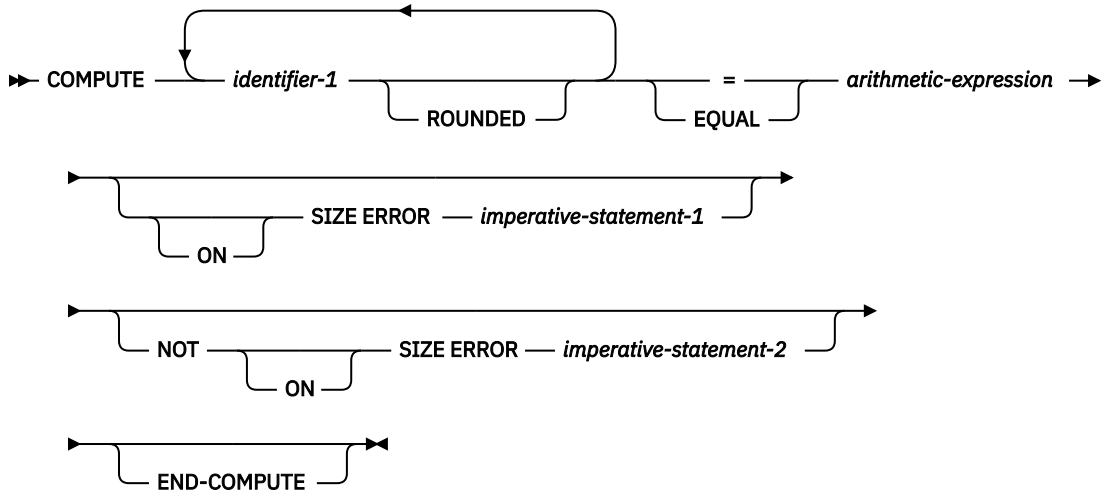 COMPUTE identifier-1 = arithmetic-expression
ROUNDED EQUAL
SIZE ERROR imperative-statement-1
ON
NOT SIZE ERROR imperative-statement-2
ON
END-COMPUTE